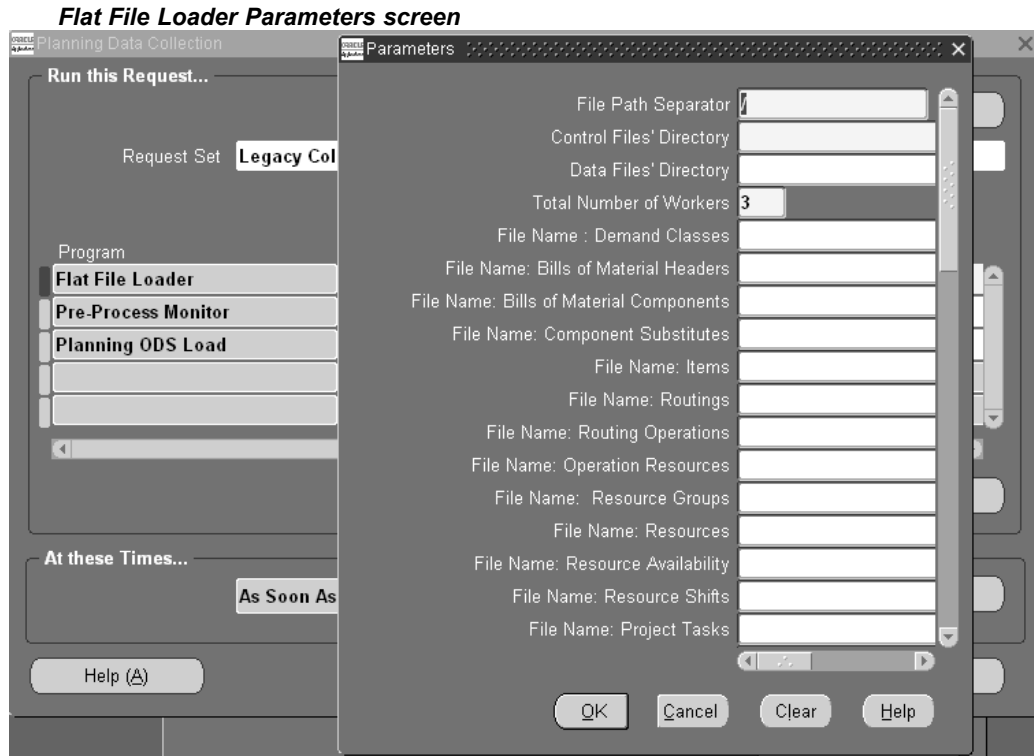 Flat File Loader Parameters screen
ORACLE Applications Planning Data Collection
Run this Request...
Request Set Legacy Col
Program
Flat File Loader
Pre-Process Monitor
Planning ODS Load
At these Times...
As Soon As
Help (A)
Parameters
File Path Separator /
Control Files' Directory
Data Files' Directory
Total Number of Workers 3
File Name : Demand Classes
File Name: Bills of Material Headers
File Name: Bills of Material Components
File Name: Component Substitutes
File Name: Items
File Name: Routings
File Name: Routing Operations
File Name: Operation Resources
File Name: Resource Groups
File Name: Resources
File Name: Resource Availability
File Name: Resource Shifts
File Name: Project Tasks
OK Cancel Clear Help